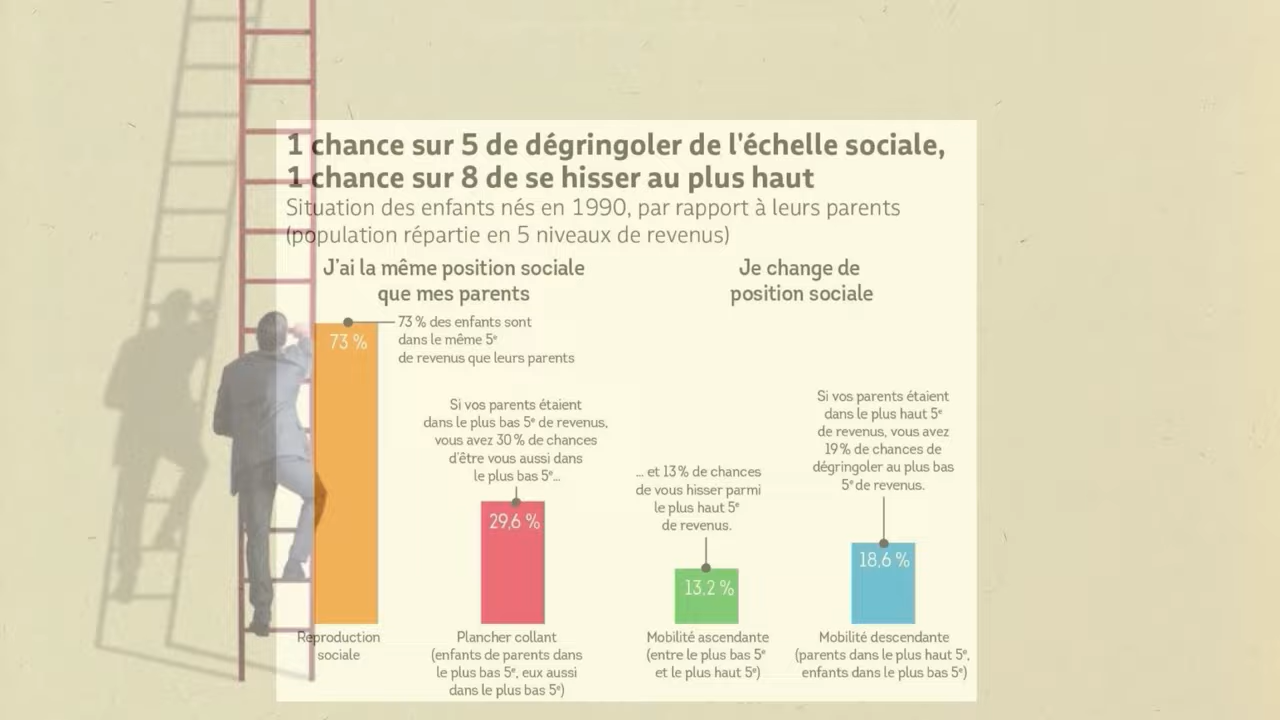 1 chance sur 5 de dégringoler de l'échelle sociale,
1 chance sur 8 de se hisser au plus haut
Situation des enfants nés en 1990, par rapport à leurs parents
(population répartie en 5 niveaux de revenus)
J'ai la même position sociale
que mes parents
Je change de
position sociale
73 %
73 % des enfants sont
dans le même 5e
de revenus que leurs parents
Si vos parents étaient
dans le plus bas 5e de revenus,
vous avez 30 % de chances
d'être vous aussi dans
le plus bas 5e...
29,6 %
... et 13 % de chances
de vous hisser parmi
le plus haut 5e
de revenus.
13,2 %
Si vos parents étaient
dans le plus haut 5e
de revenus, vous avez
19 % de chances de
dégringoler au plus bas
5e de revenus.
18,6 %
Reproduction
sociale
Plancher collant
(enfants de parents dans
le plus bas 5e, eux aussi
dans le plus bas 5e)
Mobilité ascendante
(entre le plus bas 5e
et le plus haut 5e)
Mobilité descendante
(parents dans le plus haut 5e,
enfants dans le plus bas 5e)